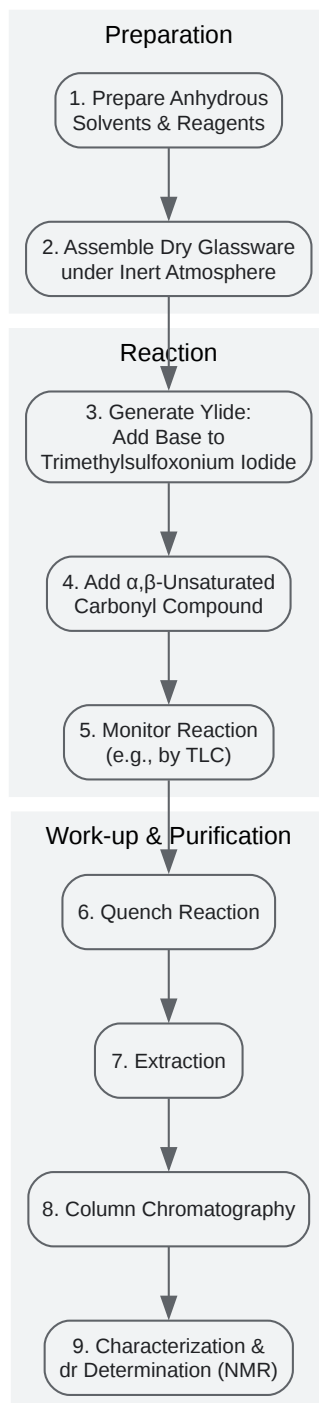 Preparation
1. Prepare Anhydrous
Solvents & Reagents
2. Assemble Dry Glassware
under Inert Atmosphere
Reaction
3. Generate Ylide:
Add Base to
Trimethylsulfoxonium Iodide
4. Add α,β-Unsaturated
Carbonyl Compound
5. Monitor Reaction
(e.g., by TLC)
Work-up & Purification
6. Quench Reaction
7. Extraction
8. Column Chromatography
9. Characterization &
dr Determination (NMR)